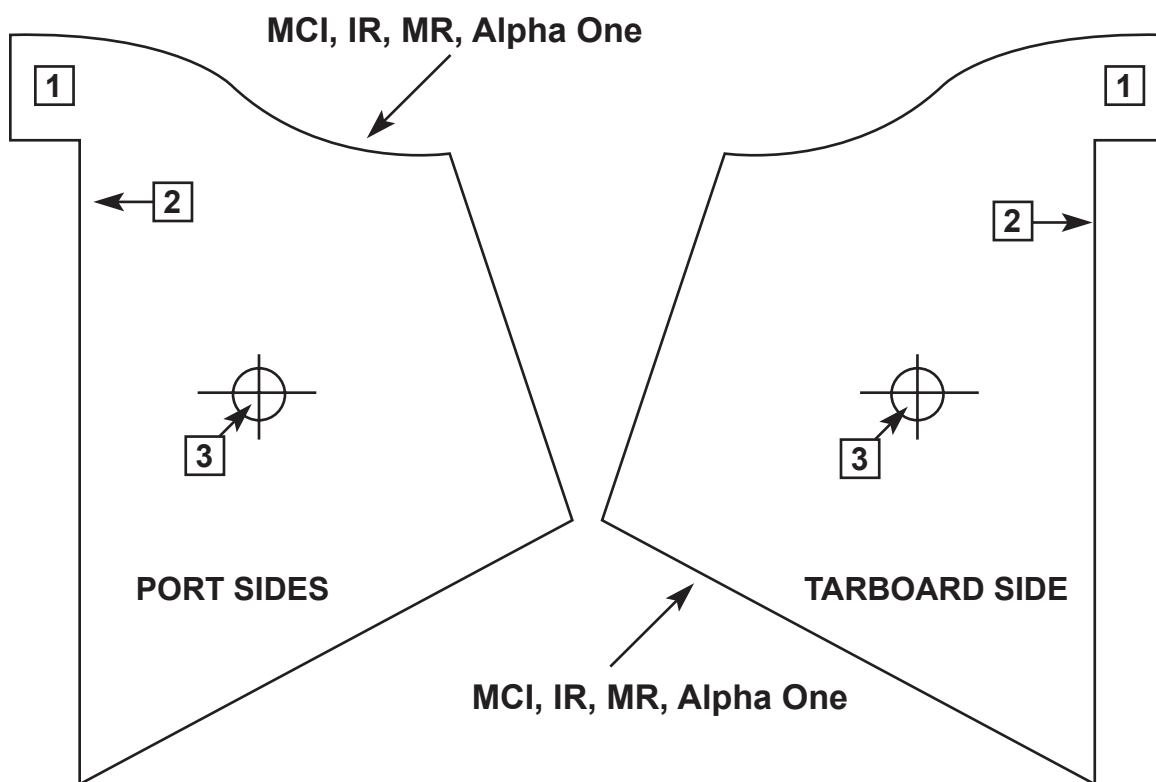 MCI, IR, MR, Alpha One
1
1
2
2
3
3
PORT SIDES
TARBOARD SIDE
MCI, IR, MR, Alpha One